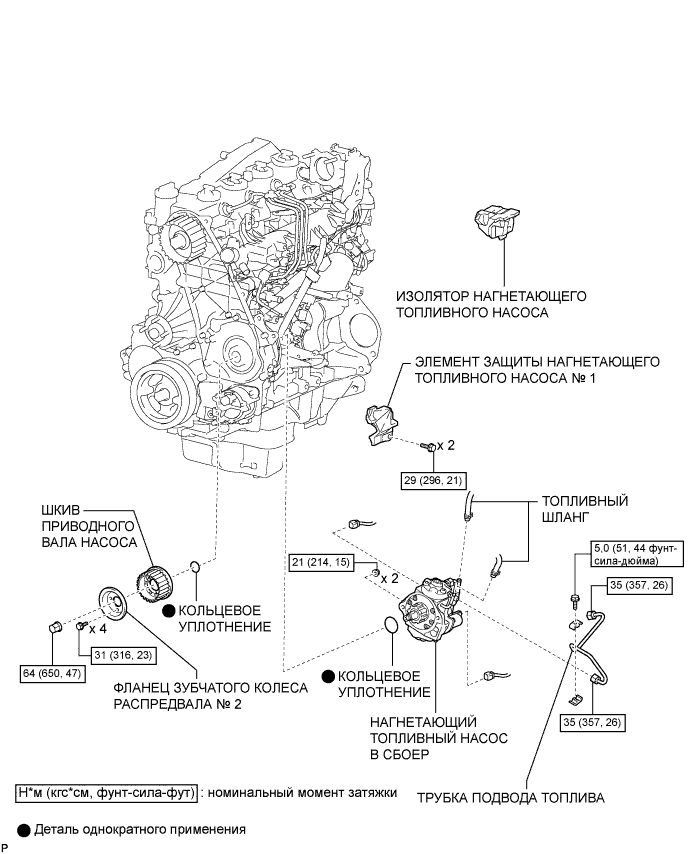 ИЗОЛЯТОР НАГНЕТАЮЩЕГО
ТОПЛИВНОГО НАСОСА
ЭЛЕМЕНТ ЗАЩИТЫ НАГНЕТАЮЩЕГО
ТОПЛИВНОГО НАСОСА № 1
x 2
29 (296, 21)
ТОПЛИВНЫЙ
ШЛАНГ
ШКИВ
ПРИВОДНОГО
ВАЛА НАСОСА
5,0 (51, 44 фунт-
сила-дюйма)
21 (214, 15)
x 2
35 (357, 26)
КОЛЬЦЕВОЕ
УПЛОТНЕНИЕ
x 4
31 (316, 23)
64 (650, 47)
КОЛЬЦЕВОЕ
УПЛОТНЕНИЕ
ФЛАНЕЦ ЗУБЧАТОГО КОЛЕСА
РАСПРЕДВАЛА № 2
35 (357, 26)
НАГНЕТАЮЩИЙ
ТОПЛИВНЫЙ НАСОС
В СБОЕР
Н*м (кгс*см, фунт-сила-фут) : номинальный момент затяжки
ТРУБКА ПОДВОДА ТОПЛИВА
Деталь однократного применения
P